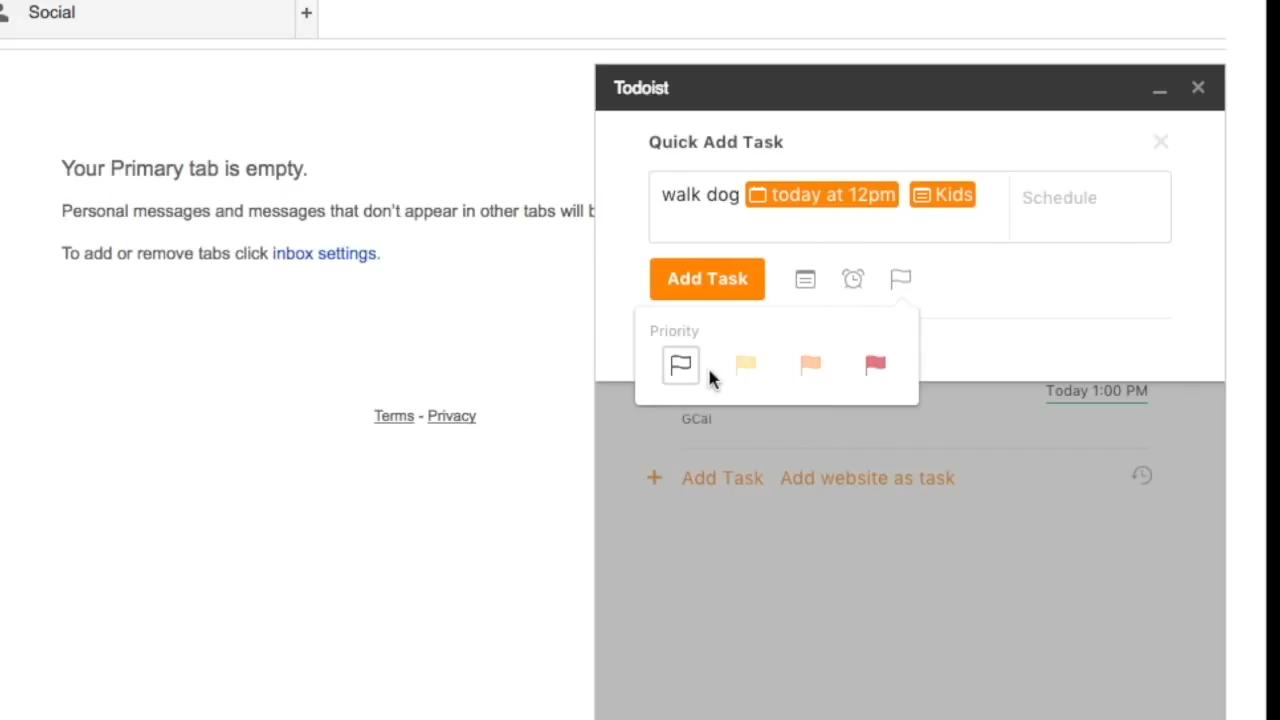 Social +
Your Primary tab is empty.
Personal messages and messages that don't appear in other tabs will b
To add or remove tabs click inbox settings.
Terms - Privacy
Todoist
Quick Add Task
walk dog today at 12pm Kids Schedule
Add Task
Priority
Today 1:00 PM
GCal
+ Add Task Add website as task